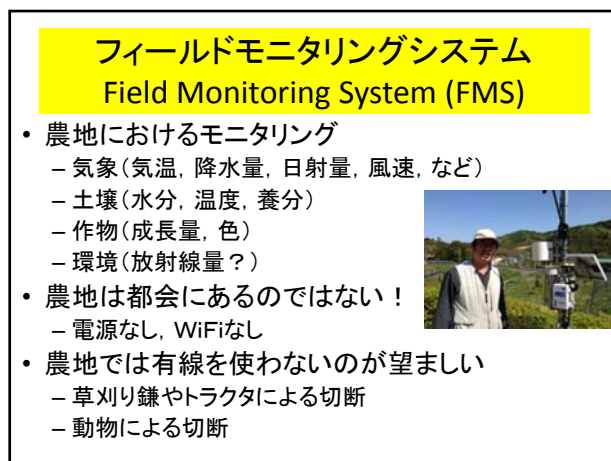 フィールドモニタリングシステム
Field Monitoring System (FMS)
• 農地におけるモニタリング
– 気象(気温, 降水量, 日射量, 風速, など)
– 土壌(水分, 温度, 養分)
– 作物(成長量, 色)
– 環境(放射線量?)
• 農地は都会にあるのではない!
– 電源なし, WiFiなし
• 農地では有線を使わないのが望ましい
– 草刈り鎌やトラクタによる切断
– 動物による切断